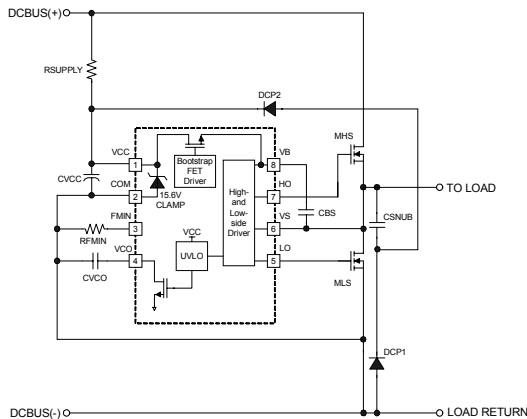 DCBUS(+)
RSUPPLY
DCP2
MHS
VCC
VB
1
8
Bootstrap
FET
Driver
CVCC
COM
HO
TO LOAD
2
7
15.6V
CLAMP
High-
and Low-
side
Driver
CBS
CSNUB
FMIN
VS
3
6
RFMIN
VCO
VCC
LO
4
UVLO
5
CVCO
MLS
DCP1
DCBUS(-)
LOAD RETURN